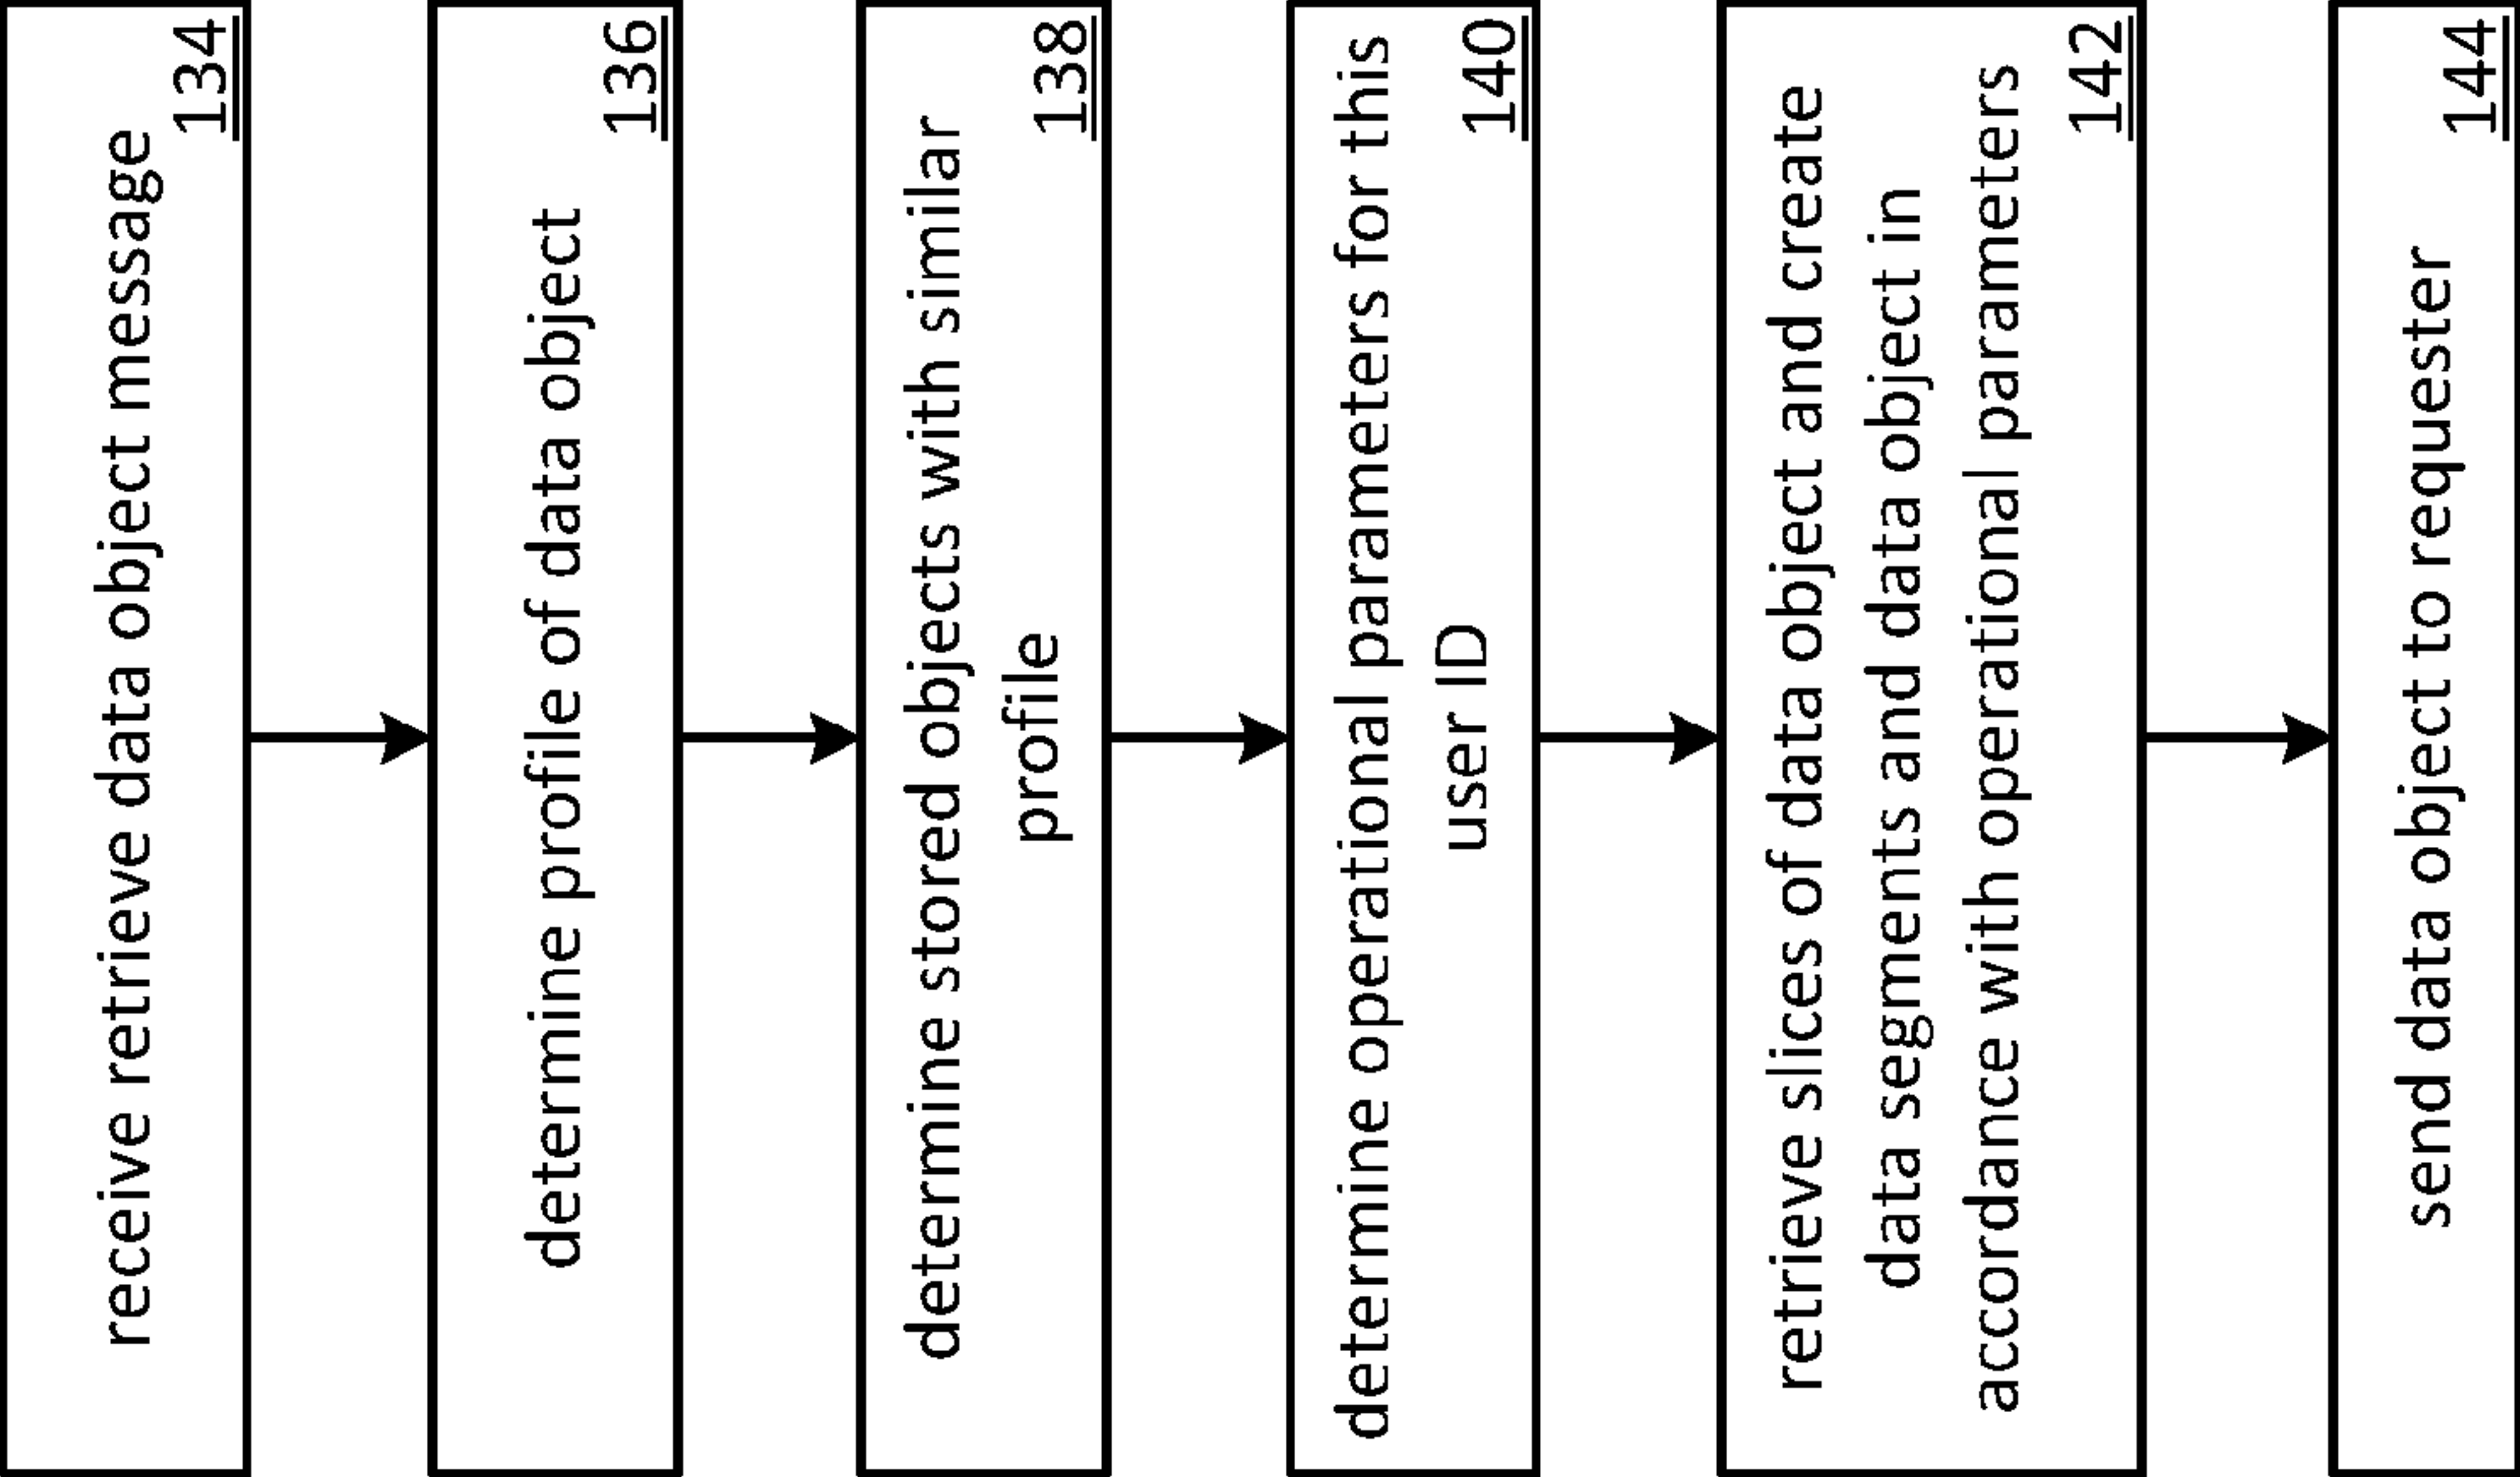 receive retrieve data object message
134
determine profile of data object
136
determine stored objects with similar
profile
138
determine operational parameters for this
user ID
140
retrieve slices of data object and create
data segments and data object in
accordance with operational parameters
142
send data object to requester
144